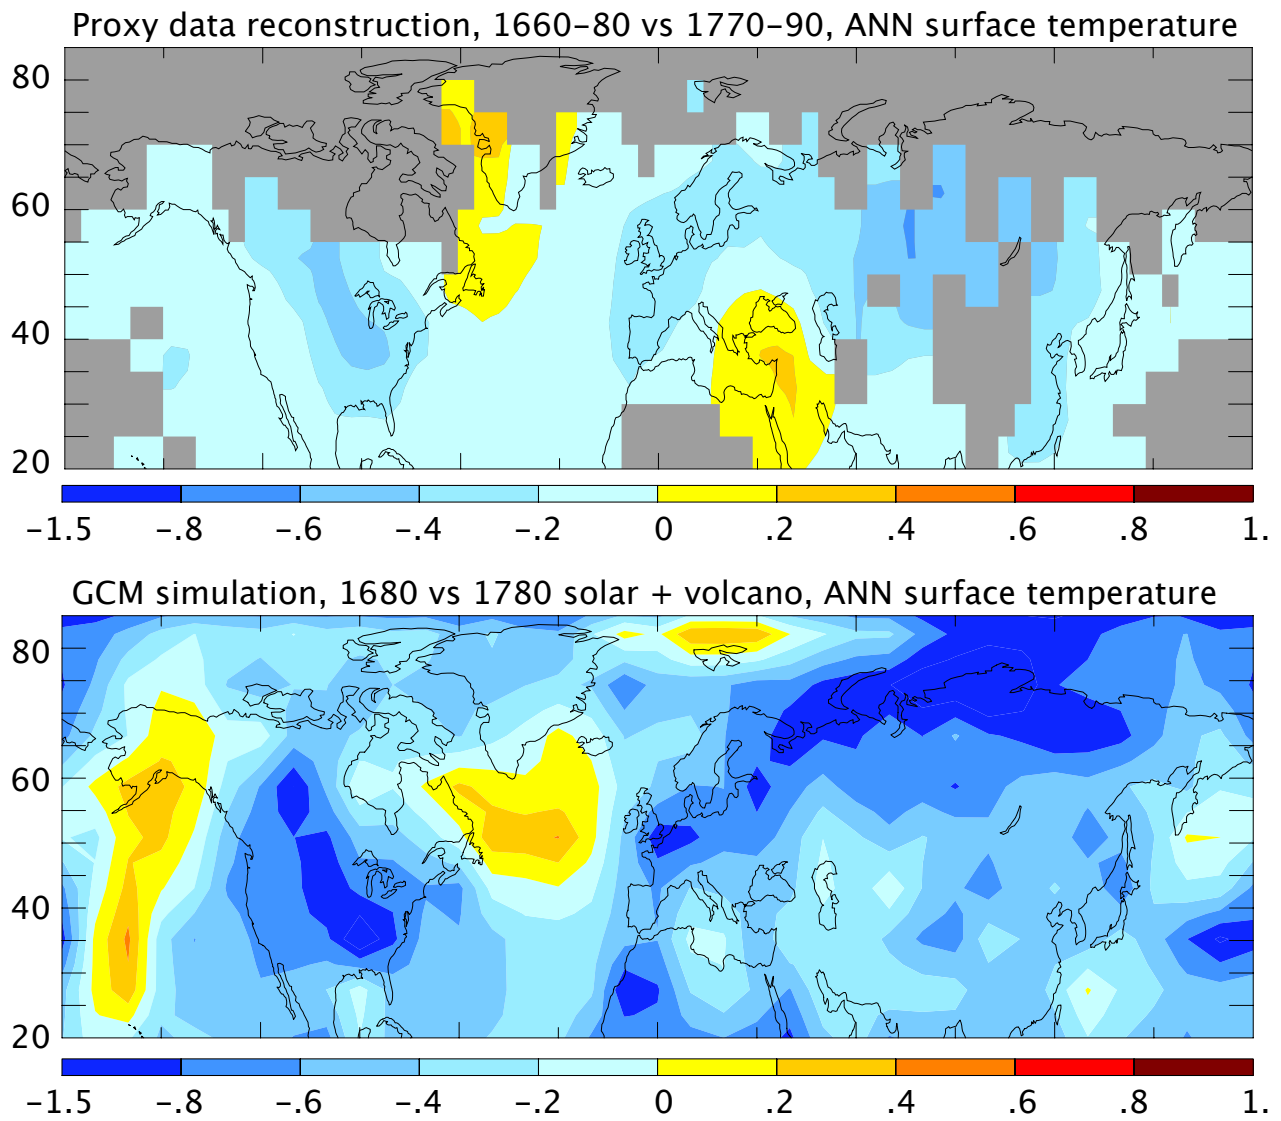 Proxy data reconstruction, 1660–80 vs 1770–90, ANN surface temperature
80
60
40
20
−1.5 −.8 −.6 −.4 −.2 0 .2 .4 .6 .8 1.
GCM simulation, 1680 vs 1780 solar + volcano, ANN surface temperature
80
60
40
20
−1.5 −.8 −.6 −.4 −.2 0 .2 .4 .6 .8 1.